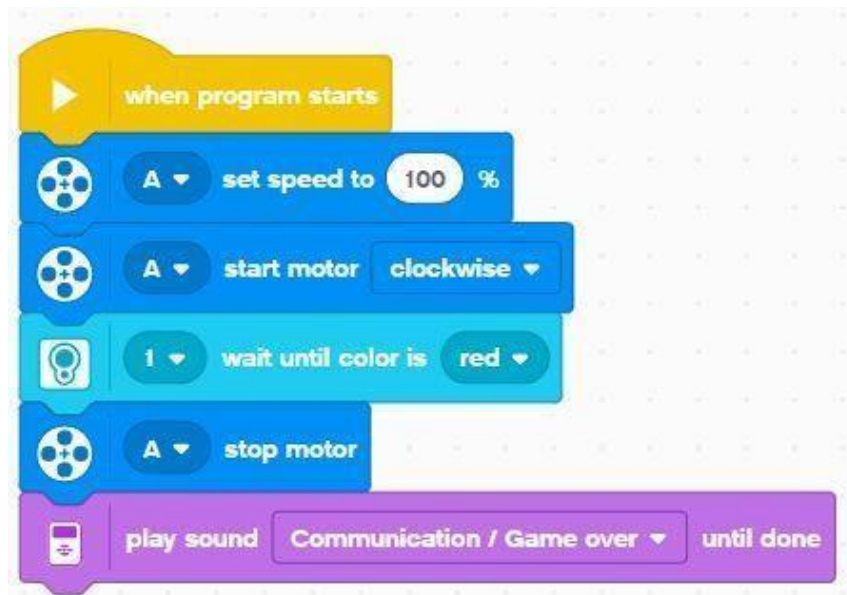 when program starts
A set speed to 100 %
A start motor clockwise
1 wait until color is red
A stop motor
play sound Communication / Game over until done